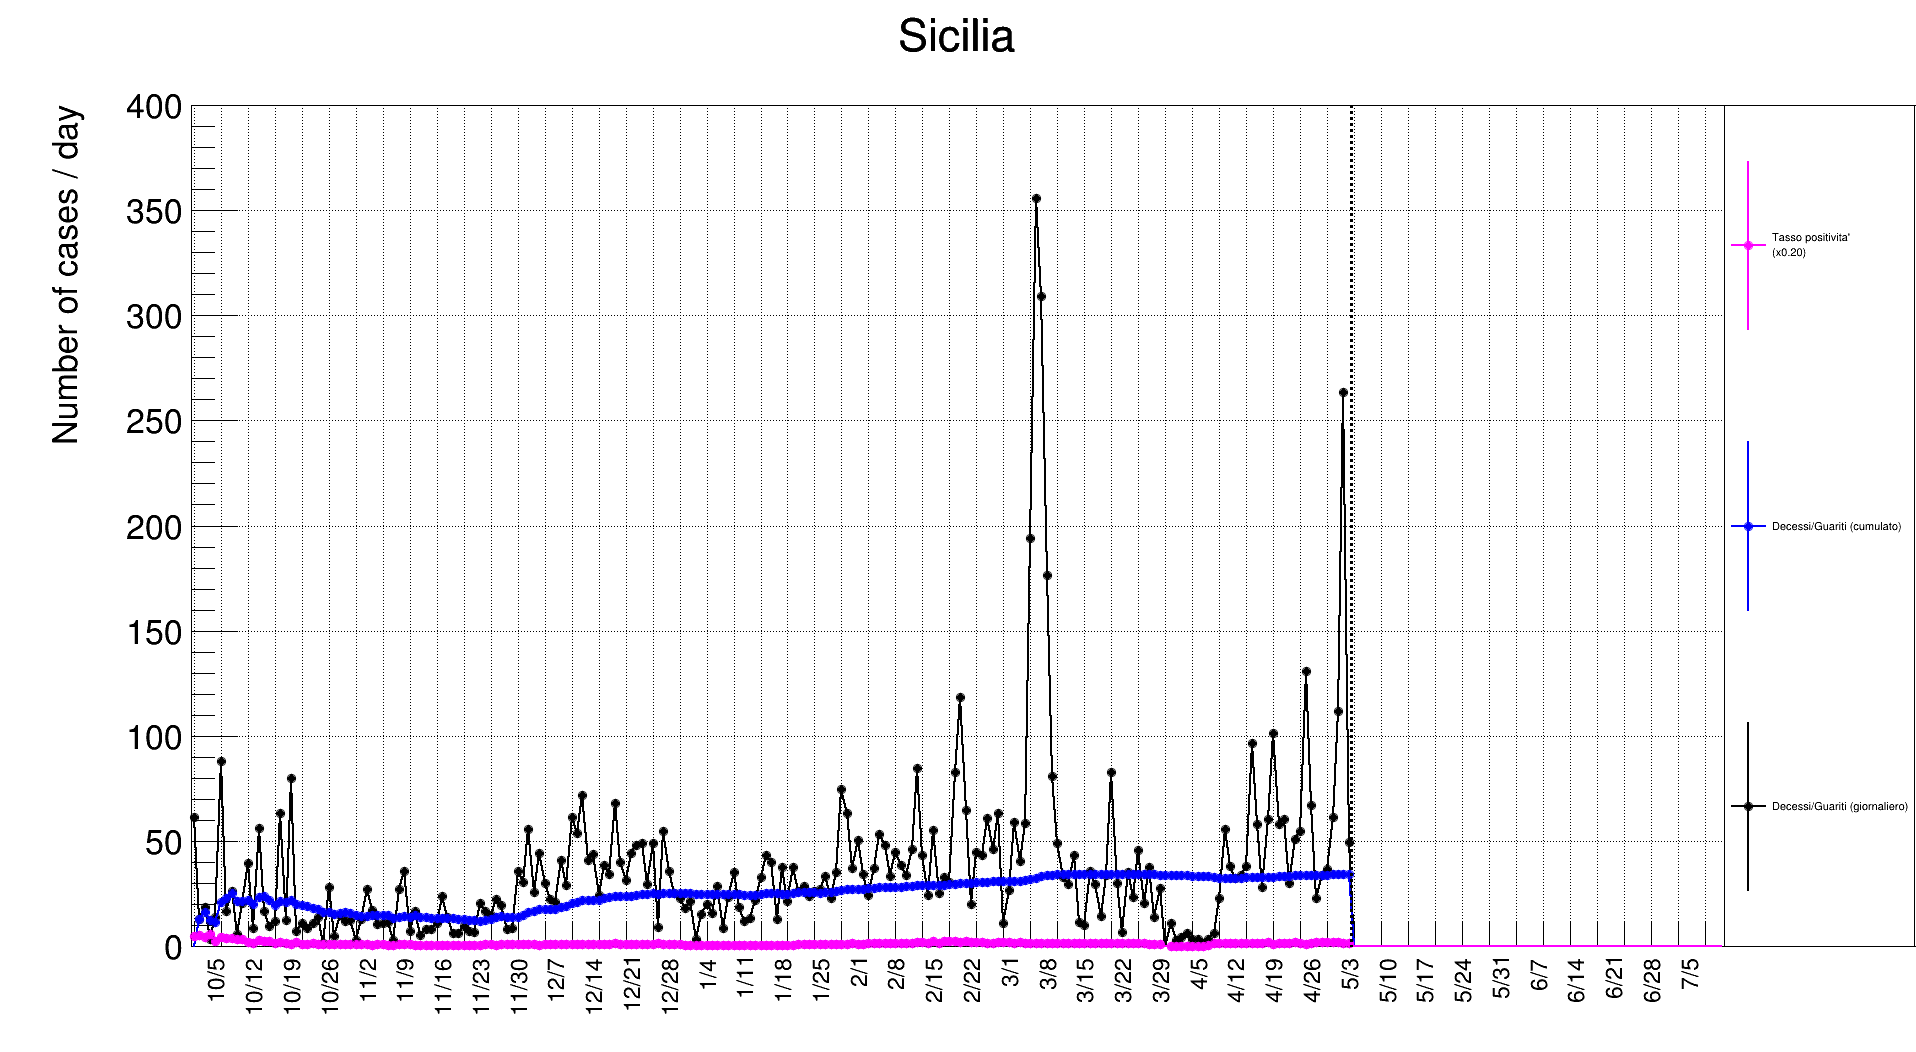 Sicilia
Number of cases / day
400
350
300
250
200
150
100
50
0
10/5 10/12 10/19 10/26 11/2 11/9 11/16 11/23 11/30 12/7 12/14 12/21 12/28 1/4 1/11 1/18 1/25 2/1 2/8 2/15 2/22 3/1 3/8 3/15 3/22 3/29 4/5 4/12 4/19 4/26 5/3 5/10 5/17 5/24 5/31 6/7 6/14 6/21 6/28 7/5
Tasso positivita'
(x0.20)
Decessi/Guariti (cumulato)
Decessi/Guariti (giornaliero)